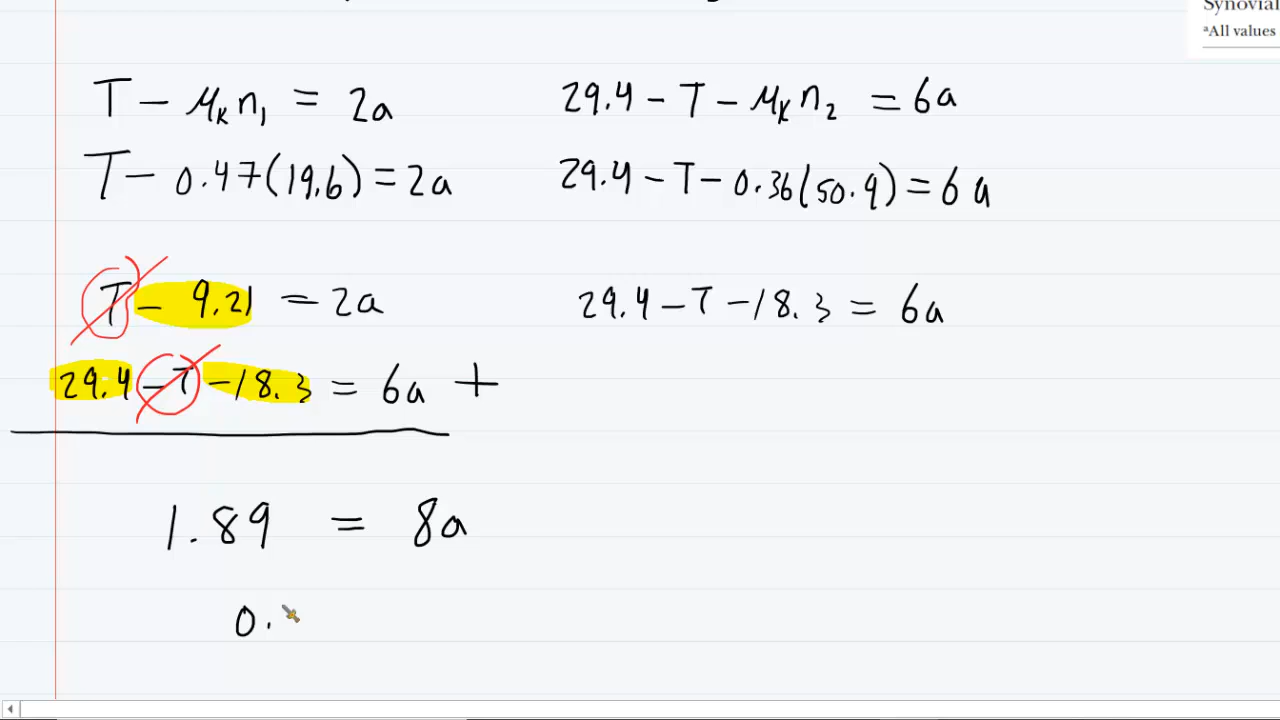 Synovial
ᵃAll values
T − μₖn₁ = 2a
29.4 − T − μₖn₂ = 6a
T − 0.47(19.6) = 2a
29.4 − T − 0.36(50.9) = 6a
T − 9.21 = 2a
29.4 − T − 18.3 = 6a
29.4 − T − 18.3 = 6a +
1.89 = 8a
0.